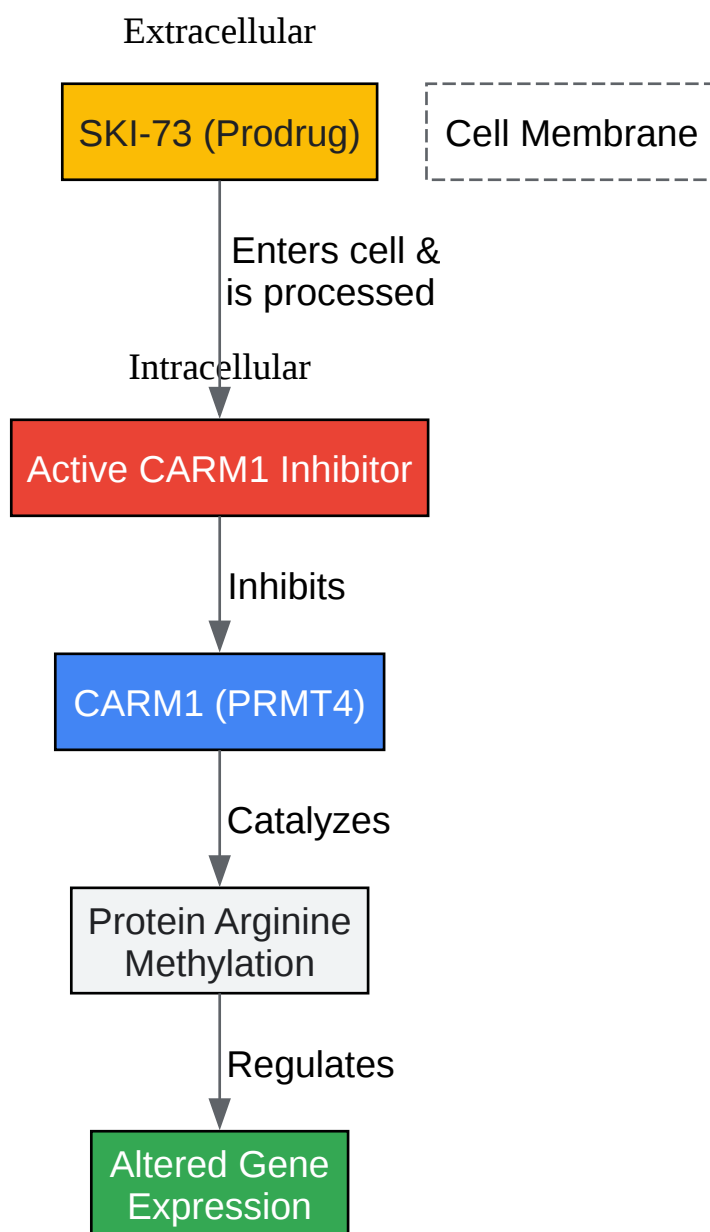 Extracellular
SKI-73 (Prodrug)
Cell Membrane
Enters cell &
is processed
Intracellular
Active CARM1 Inhibitor
Inhibits
CARM1 (PRMT4)
Catalyzes
Protein Arginine
Methylation
Regulates
Altered Gene
Expression